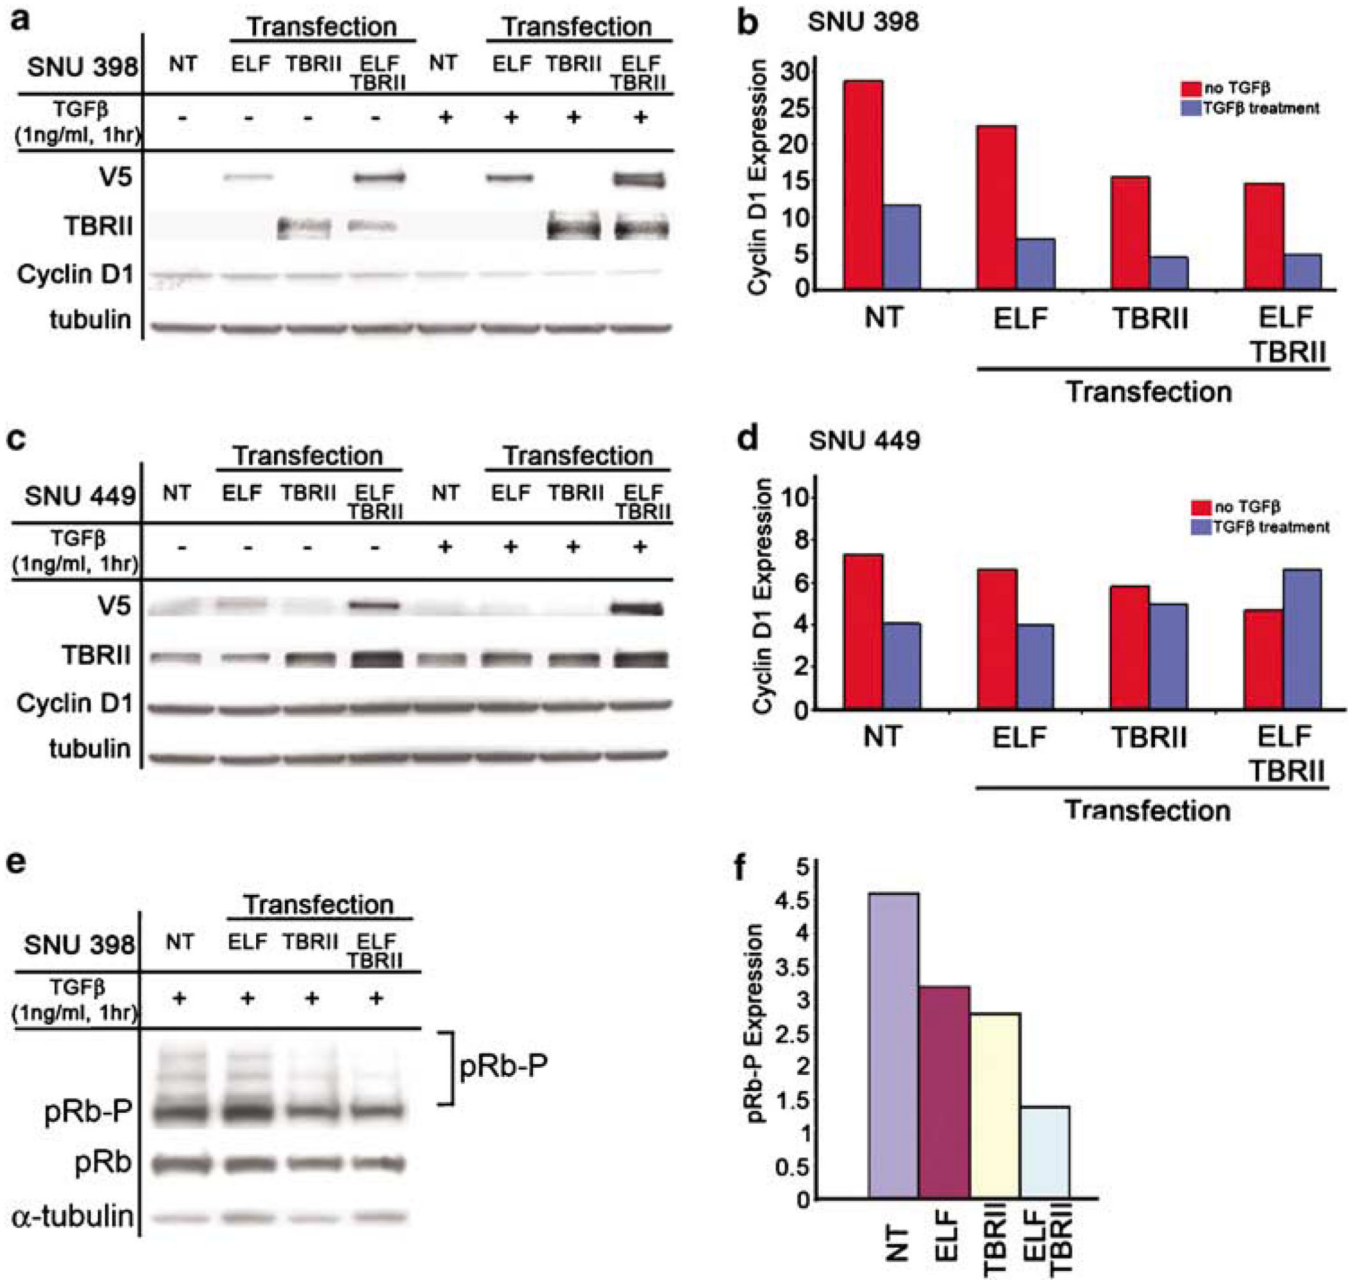 a
Transfection Transfection
SNU 398 NT ELF TBRII ELF TBRII NT ELF TBRII ELF TBRII
TGFβ (1ng/ml, 1hr) - - - - + + + +
V5
TBRII
Cyclin D1
tubulin
b SNU 398
Cyclin D1 Expression
30
25
20
15
10
5
0
no TGFβ
TGFβ treatment
NT ELF TBRII ELF TBRII
Transfection
c
Transfection Transfection
SNU 449 NT ELF TBRII ELF TBRII NT ELF TBRII ELF TBRII
TGFβ (1ng/ml, 1hr) - - - - + + + +
V5
TBRII
Cyclin D1
tubulin
d SNU 449
Cyclin D1 Expression
10
8
6
4
2
0
no TGFβ
TGFβ treatment
NT ELF TBRII ELF TBRII
Transfection
e
Transfection
SNU 398 NT ELF TBRII ELF TBRII
TGFβ (1ng/ml, 1hr) + + + +
pRb-P
pRb-P
pRb
α-tubulin
f
pRb-P Expression
5
4.5
4
3.5
3
2.5
2
1.5
1
0.5
0
NT ELF TBRII ELF TBRII